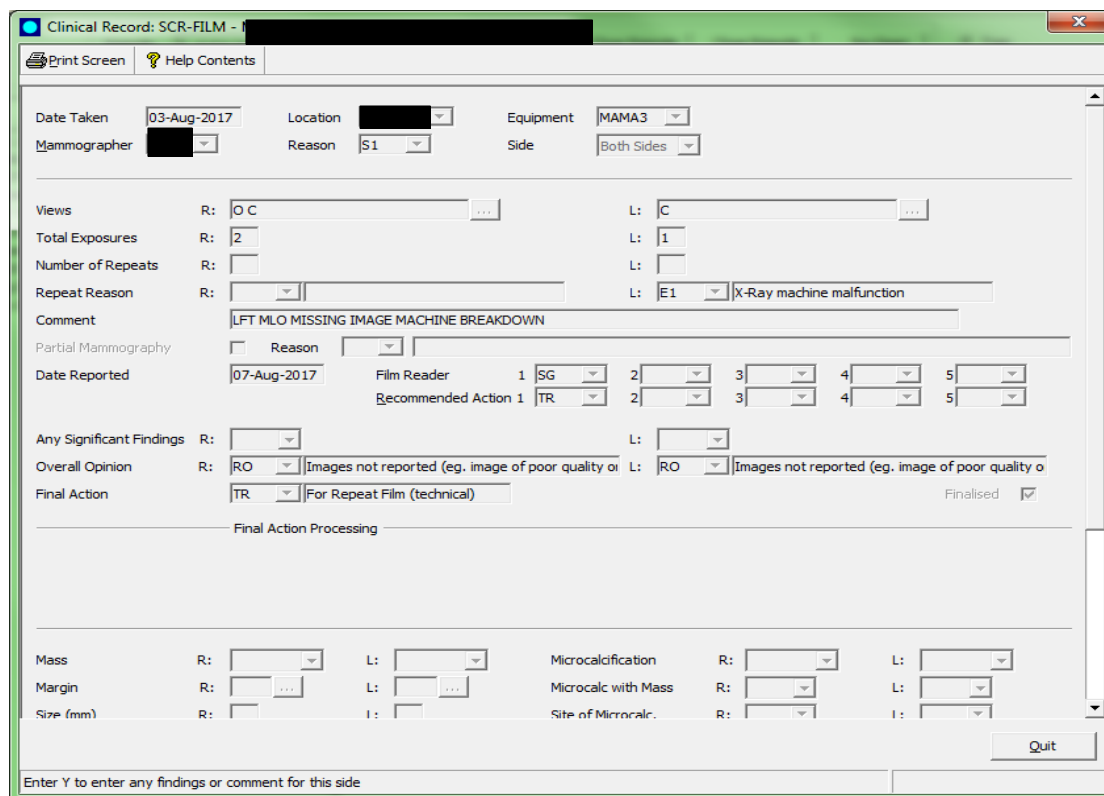 Clinical Record: SCR-FILM -
Print Screen Help Contents
Date Taken 03-Aug-2017 Location Equipment MAMA3
Mammographer Reason S1 Side Both Sides
Views R: O C ... L: C ...
Total Exposures R: 2 L: 1
Number of Repeats R: L:
Repeat Reason R: L: E1 X-Ray machine malfunction
Comment LFT MLO MISSING IMAGE MACHINE BREAKDOWN
Partial Mammography Reason
Date Reported 07-Aug-2017 Film Reader 1 SG 2 3 4 5
Recommended Action 1 TR 2 3 4 5
Any Significant Findings R: L:
Overall Opinion R: RO Images not reported (eg. image of poor quality o L: RO Images not reported (eg. image of poor quality o
Final Action TR For Repeat Film (technical) Finalised
Final Action Processing
Mass R: L: Microcalcification R: L:
Margin R: ... L: ... Microcalc with Mass R: L:
Size (mm) R: L: Site of Microcalc. R: L:
Quit
Enter Y to enter any findings or comment for this side